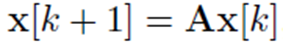 x[k + 1] = Ax[k]